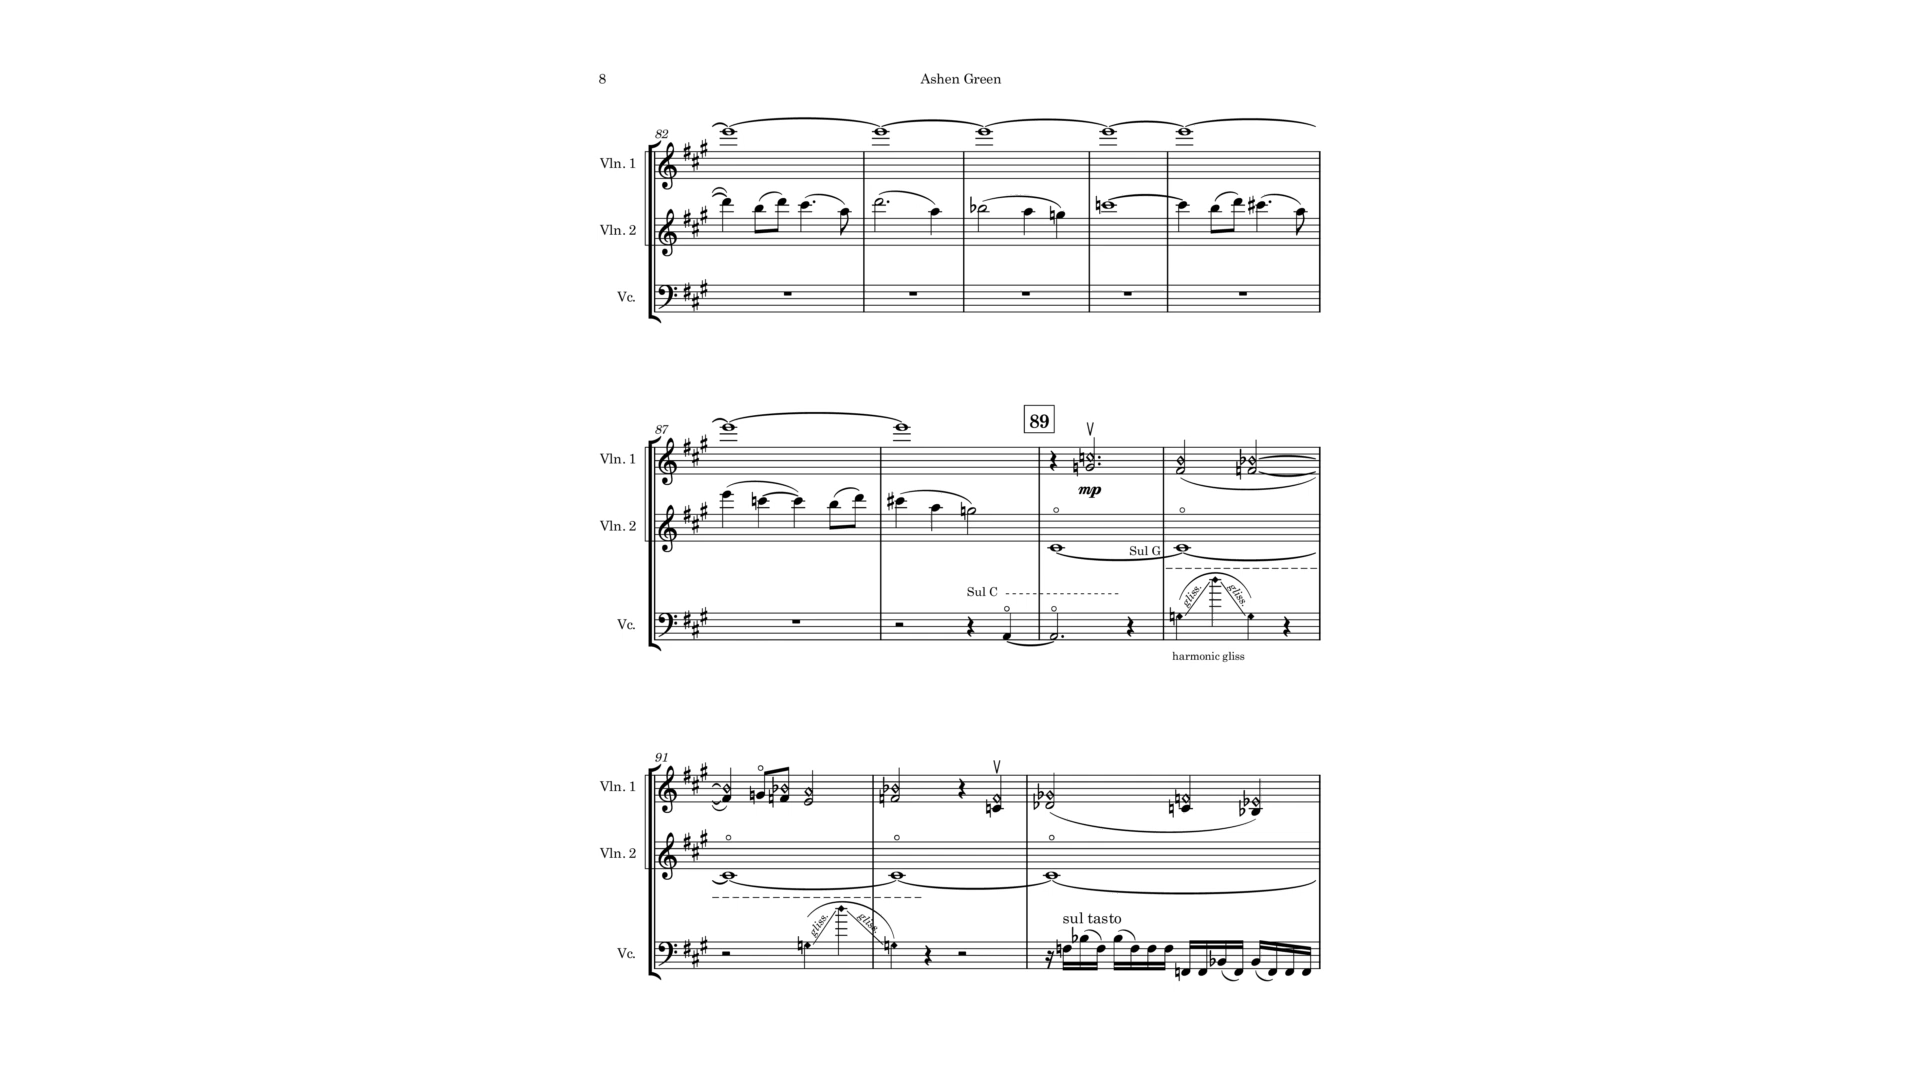 8 Ashen Green
82
Vln. 1
Vln. 2
Vc.
89
87
Vln. 1
mp
Vln. 2
Sul G
Sul C
gliss. gliss.
Vc.
harmonic gliss
91
Vln. 1
Vln. 2
gliss. gliss.
sul tasto
Vc.